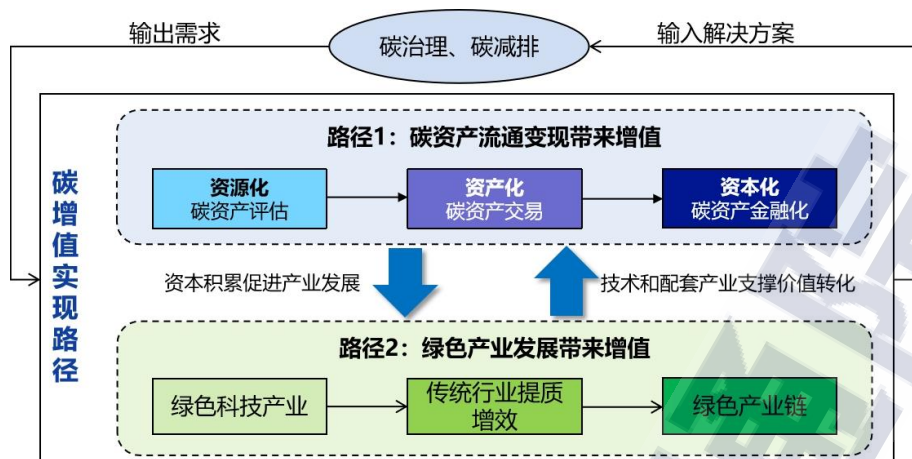 输出需求
碳治理、碳减排
输入解决方案
碳增值实现路径
路径1：碳资产流通变现带来增值
资源化
碳资产评估
资产化
碳资产交易
资本化
碳资产金融化
资本积累促进产业发展
技术和配套产业支撑价值转化
路径2：绿色产业发展带来增值
绿色科技产业
传统行业提质
增效
绿色产业链